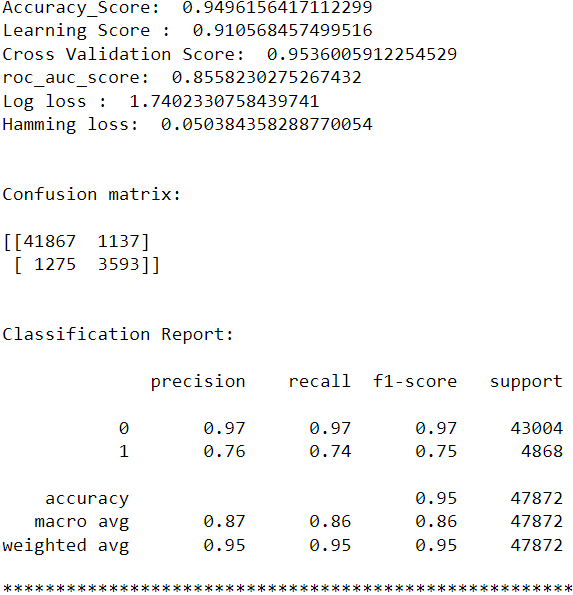 Accuracy_Score:  0.9496156417112299
Learning Score :  0.910568457499516
Cross Validation Score:  0.9536005912254529
roc_auc_score:  0.8558230275267432
Log loss :  1.7402330758439741
Hamming loss:  0.050384358288770054
Confusion matrix:
[[41867  1137]
 [ 1275  3593]]
Classification Report:
              precision    recall  f1-score   support
           0       0.97      0.97      0.97     43004
           1       0.76      0.74      0.75      4868
    accuracy                           0.95     47872
   macro avg       0.87      0.86      0.86     47872
weighted avg       0.95      0.95      0.95     47872
******************************************************